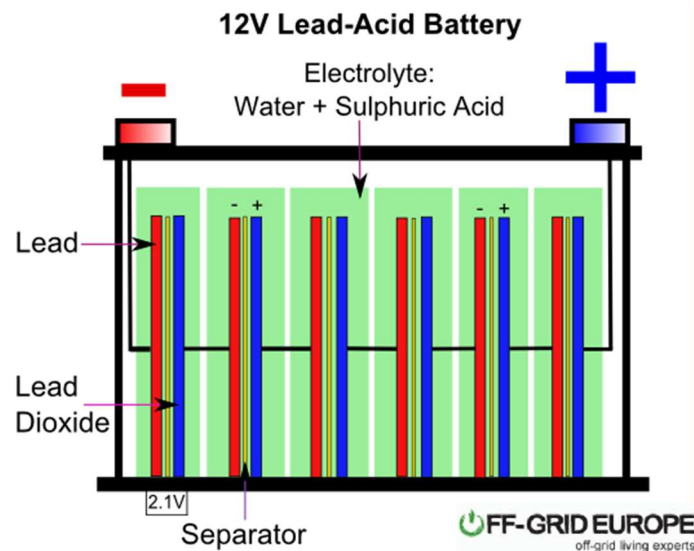 12V Lead-Acid Battery
Electrolyte:
Water + Sulphuric Acid
- +
- +
Lead
Lead
Dioxide
2.1V
Separator
OFF-GRID EUROPE
off-grid living experts